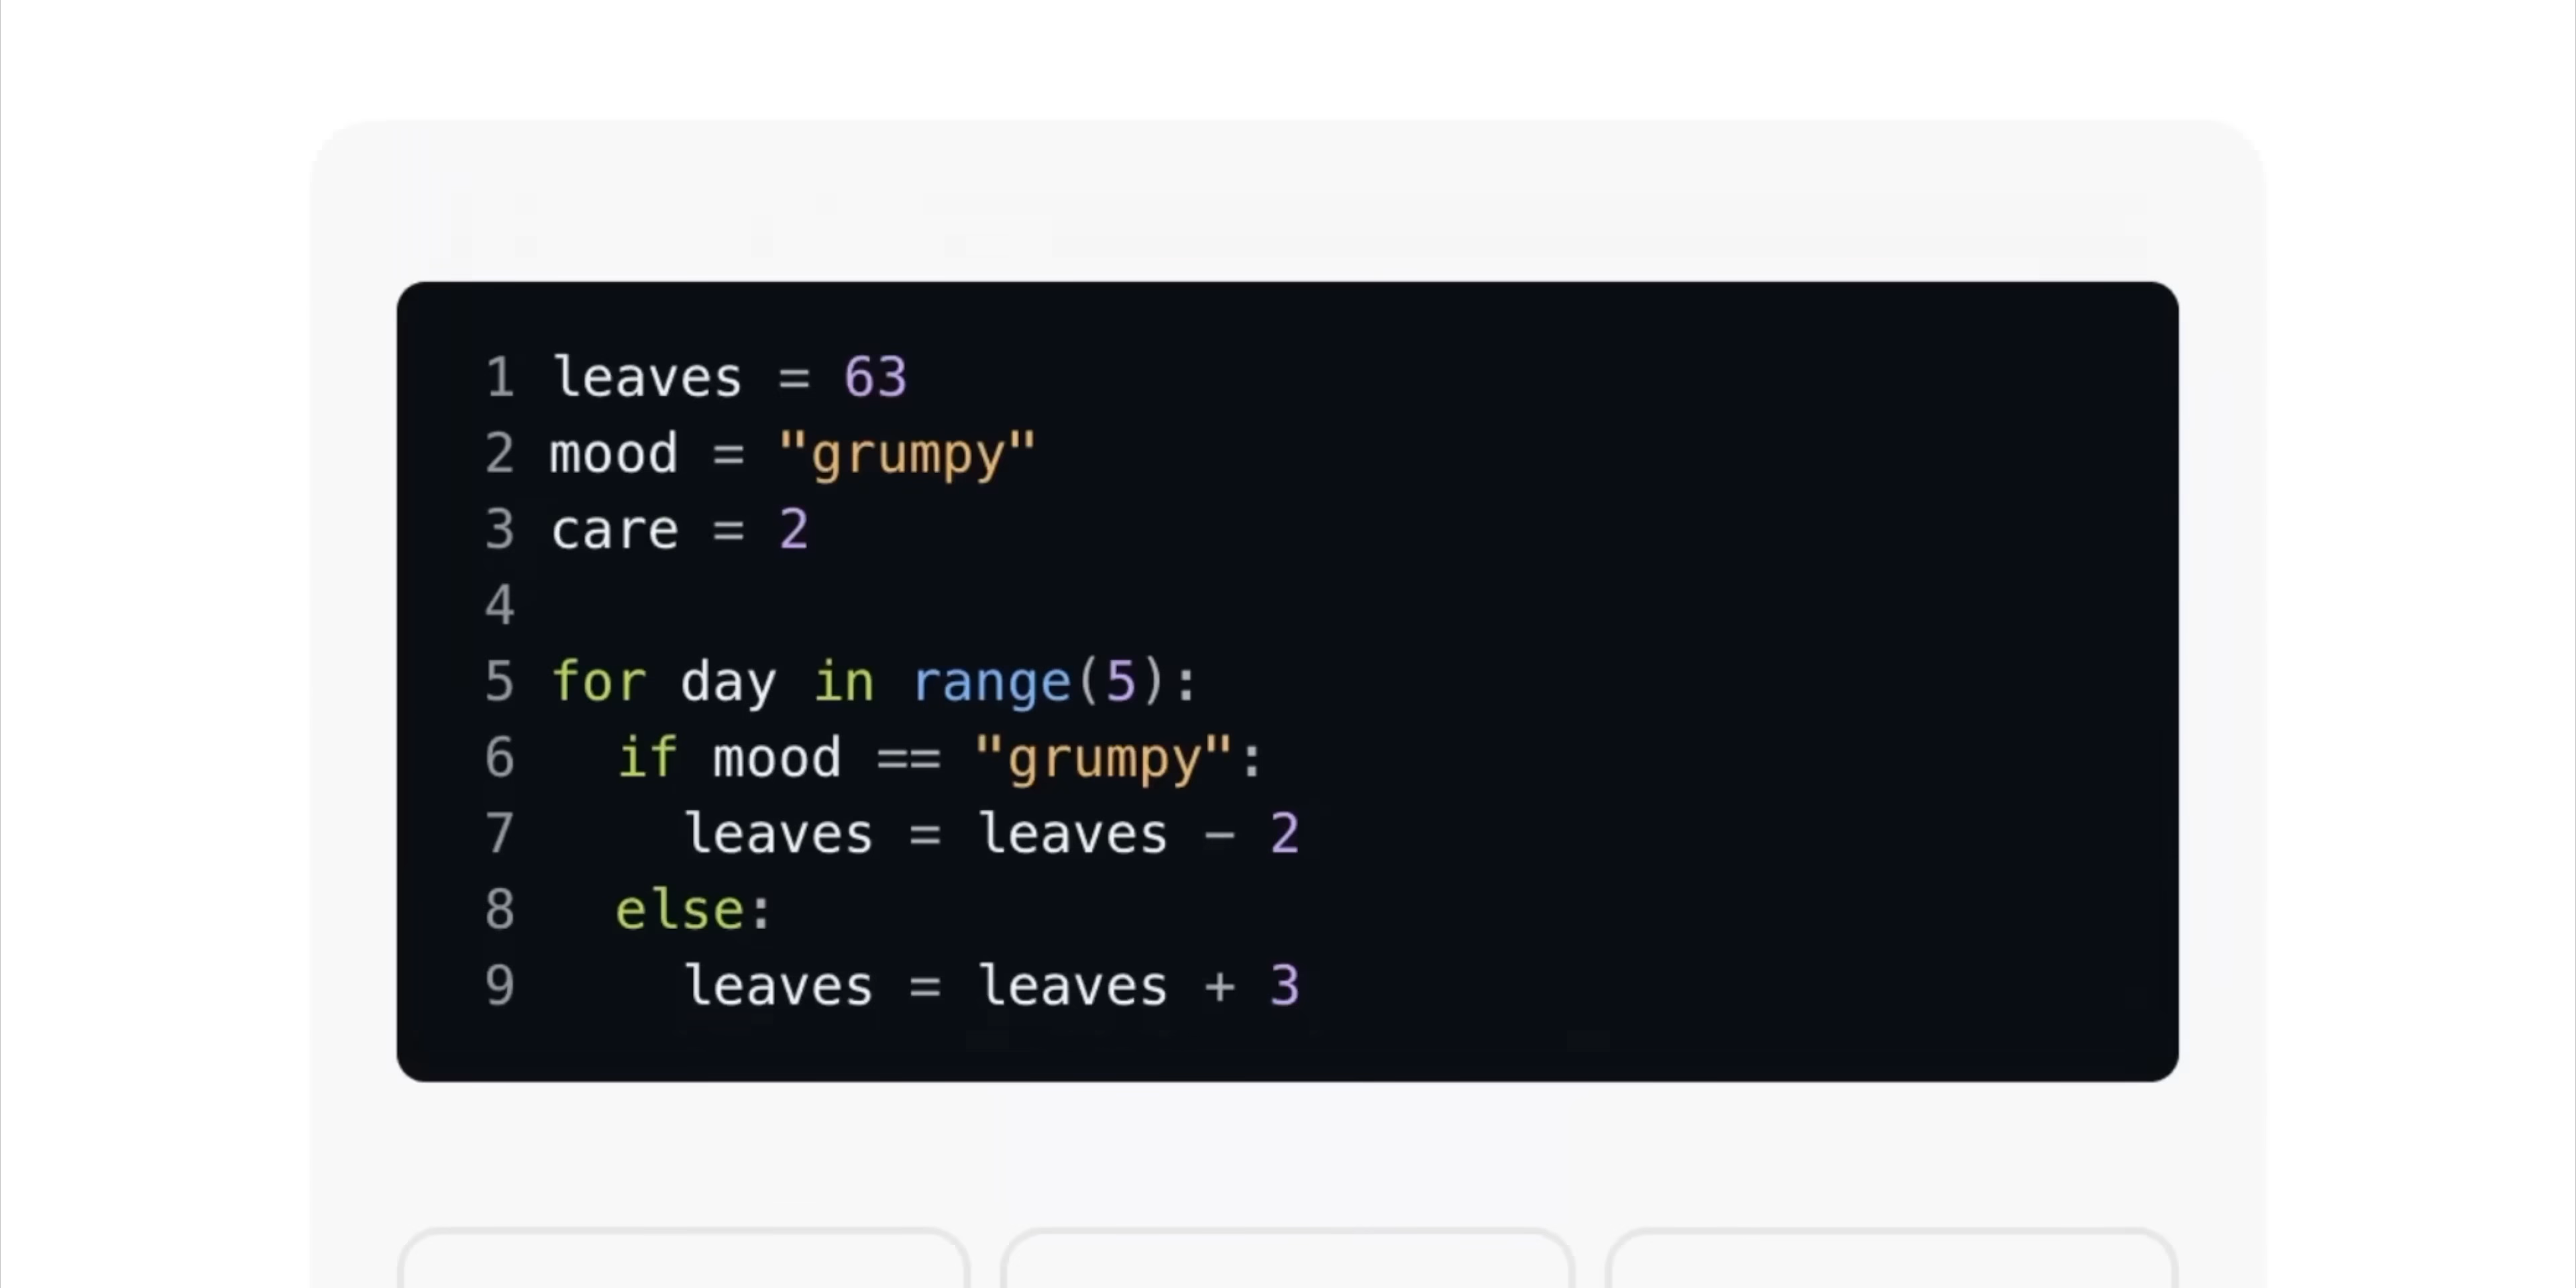 1 leaves = 63
2 mood = "grumpy"
3 care = 2
4
5 for day in range(5):
6   if mood == "grumpy":
7     leaves = leaves - 2
8   else:
9     leaves = leaves + 3